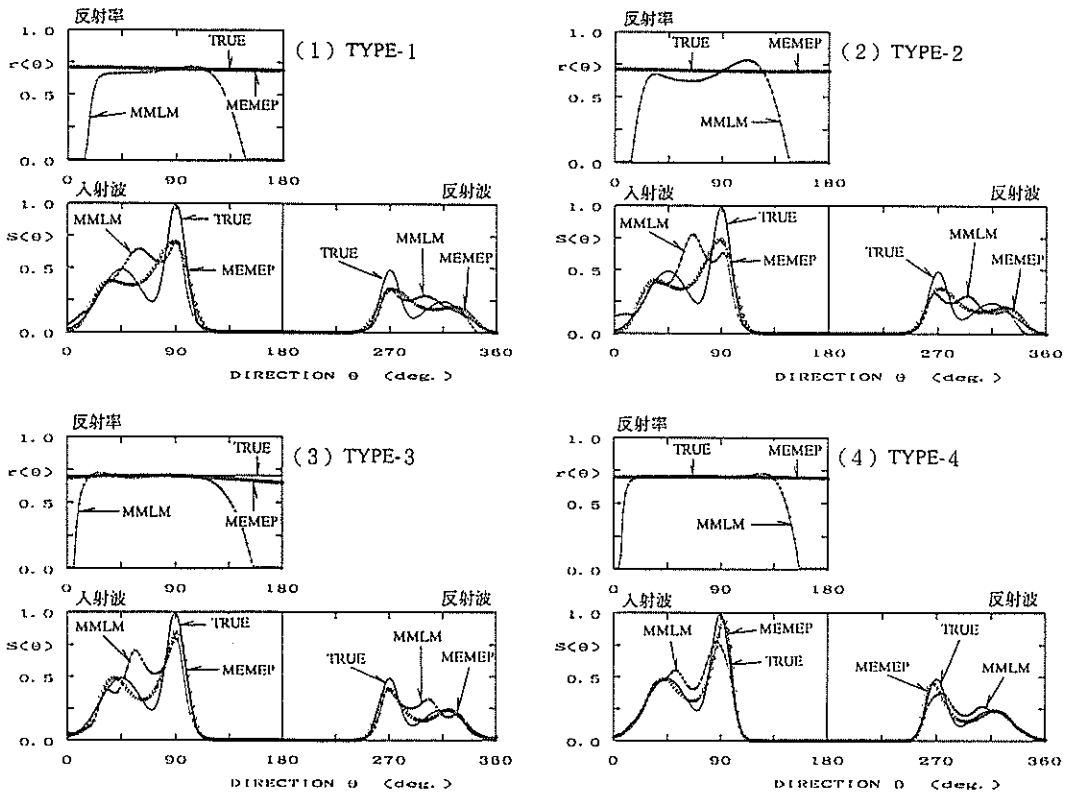 反射率
1.0
r(θ)
0.5
0.0
TRUE
MEMEP
MMLM
(1) TYPE-1
0
90
180
入射波
反射波
1.0
S(θ)
0.5
0.0
MMLM
TRUE
MEMEP
TRUE
MMLM
MEMEP
0
90
180
270
360
DIRECTION θ (deg.)
反射率
1.0
r(θ)
0.5
0.0
TRUE
MEMEP
MMLM
(2) TYPE-2
0
90
180
入射波
反射波
1.0
S(θ)
0.5
0.0
MMLM
TRUE
MEMEP
TRUE
MMLM
MEMEP
0
90
180
270
360
DIRECTION θ (deg.)
反射率
1.0
r(θ)
0.5
0.0
TRUE
MMLM
MEMEP
(3) TYPE-3
0
90
180
入射波
反射波
1.0
S(θ)
0.5
0.0
MMLM
TRUE
MEMEP
TRUE
MMLM
MEMEP
0
90
180
270
360
DIRECTION θ (deg.)
反射率
1.0
r(θ)
0.5
0.0
TRUE
MEMEP
MMLM
(4) TYPE-4
0
90
180
入射波
反射波
1.0
S(θ)
0.5
0.0
MMLM
MEMEP
TRUE
MEMEP
TRUE
MMLM
0
90
180
270
360
DIRECTION θ (deg.)